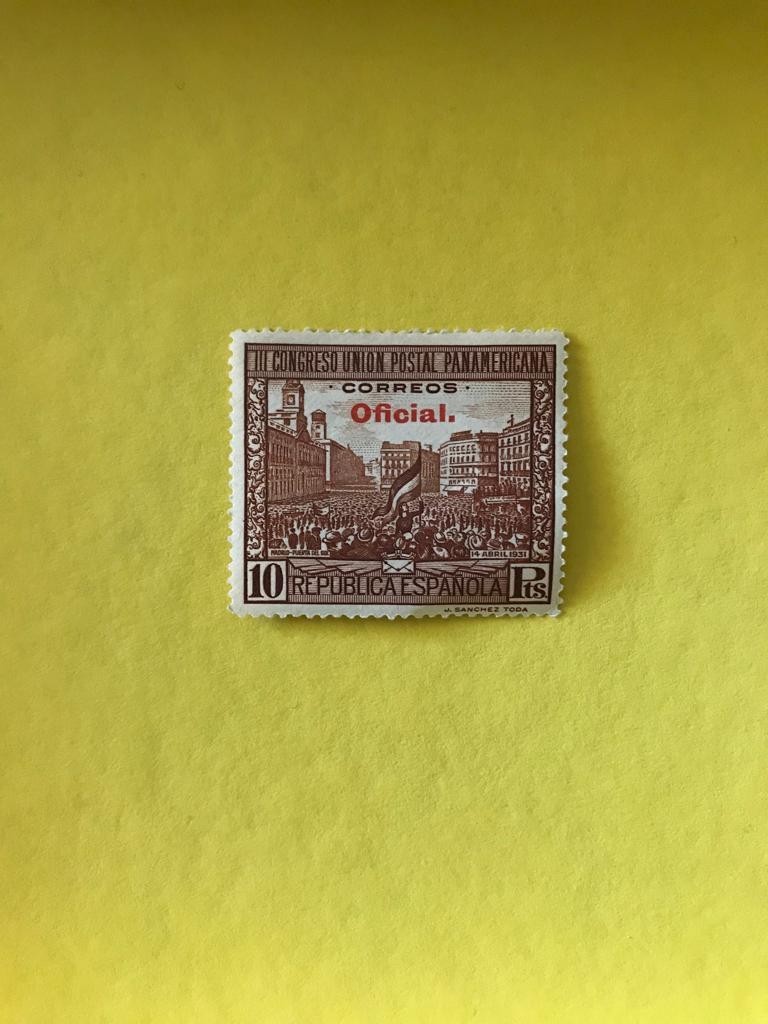 III CONGRESO UNION POSTAL PANAMERICANA
· CORREOS ·
Oficial.
MADRID-PUERTA DEL SOL
14 ABRIL 1931
10 REPÚBLICA ESPAÑOLA Pts.
J. SANCHEZ TODA